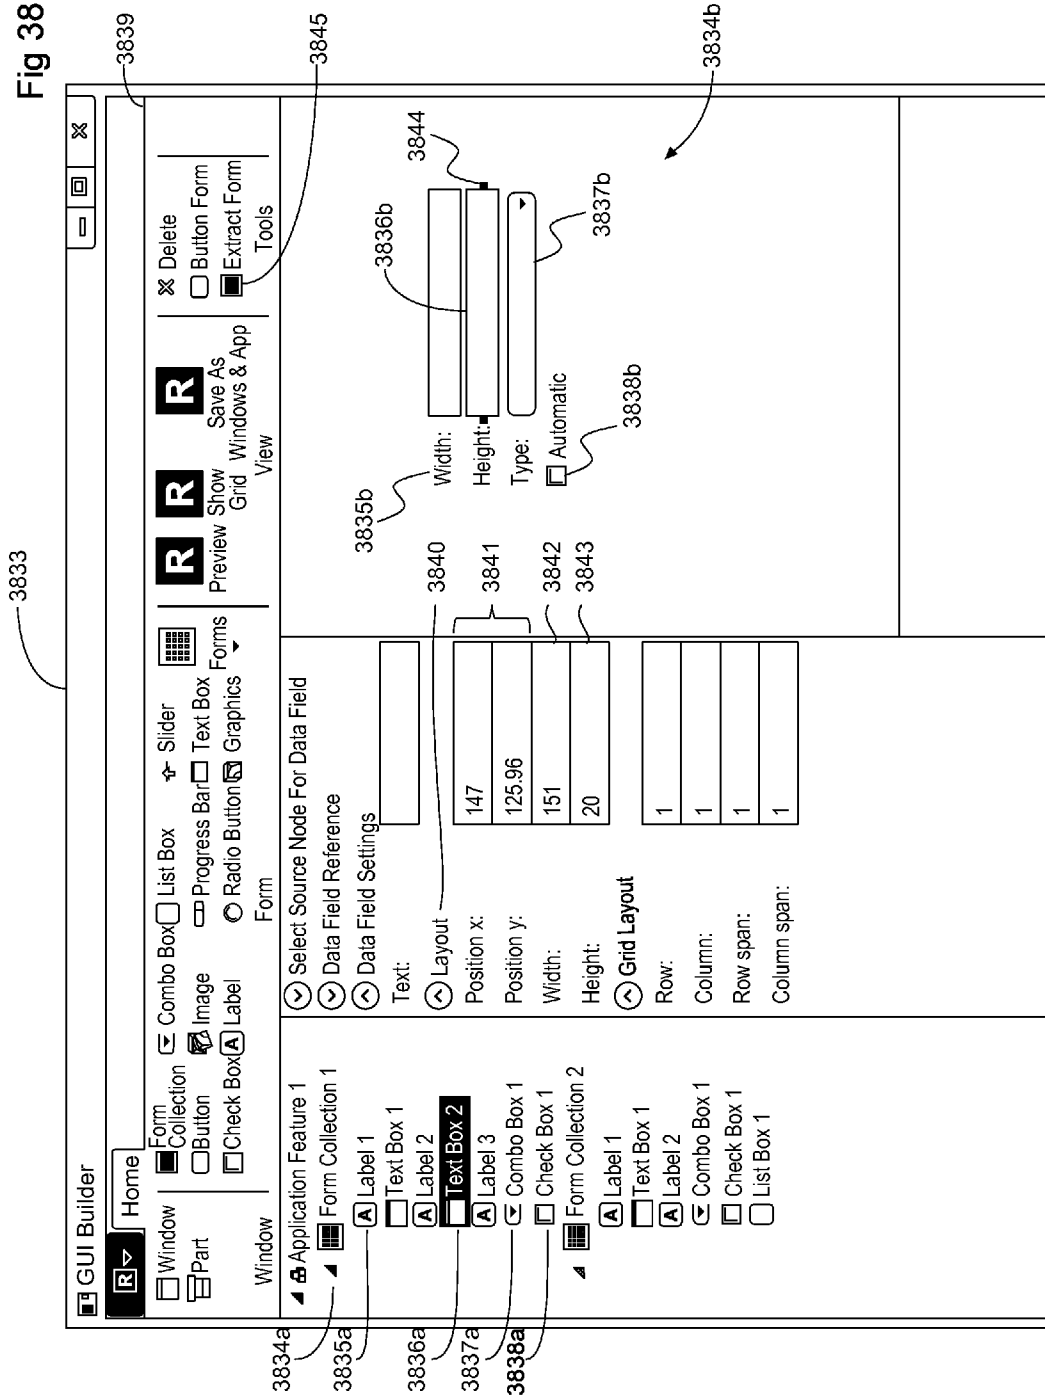 Fig 38
3833
3839
3845
GUI Builder
R
Home
Window
Part
Window
Form Collection
Button
Check Box
Combo Box
Image
A Label
List Box
Progress Bar
Radio Button
Slider
Text Box
Graphics
Forms
Form
R
Preview
R
Show Grid
R
Save As Windows & App
View
Delete
Button Form
Extract Form
Tools
Application Feature 1
Form Collection 1
A Label 1
Text Box 1
A Label 2
Text Box 2
A Label 3
Combo Box 1
Check Box 1
Form Collection 2
A Label 1
Text Box 1
A Label 2
Combo Box 1
Check Box 1
List Box 1
3834a
3835a
3836a
3837a
3838a
Select Source Node For Data Field
Data Field Reference
Data Field Settings
Text:
Layout
Position x: 147
Position y: 125.96
Width: 151
Height: 20
Grid Layout
Row: 1
Column: 1
Row span: 1
Column span: 1
3840
3841
3842
3843
Width:
Height:
Type:
Automatic
3835b
3836b
3844
3837b
3838b
3834b